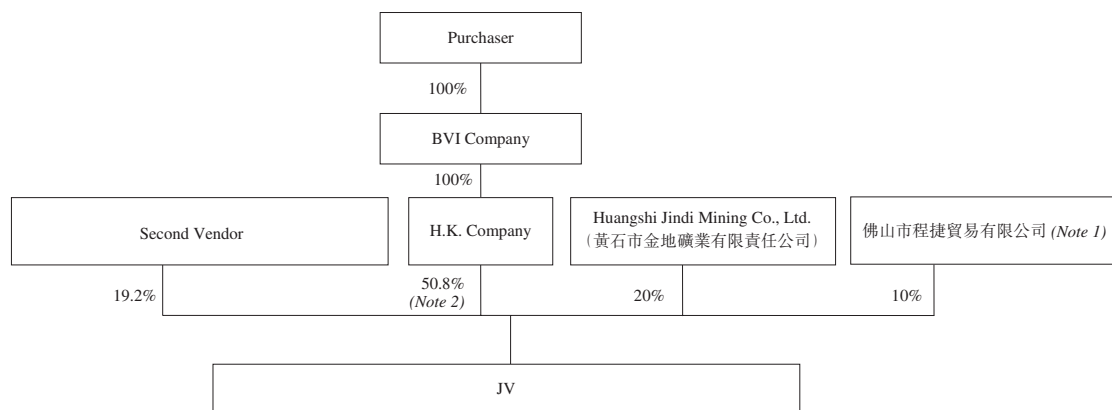 Purchaser
100%
BVI Company
100%
Second Vendor
H.K. Company
Huangshi Jindi Mining Co., Ltd.
(黃石市金地礦業有限責任公司)
佛山市程捷貿易有限公司 (Note 1)
19.2%
50.8%
(Note 2)
20%
10%
JV